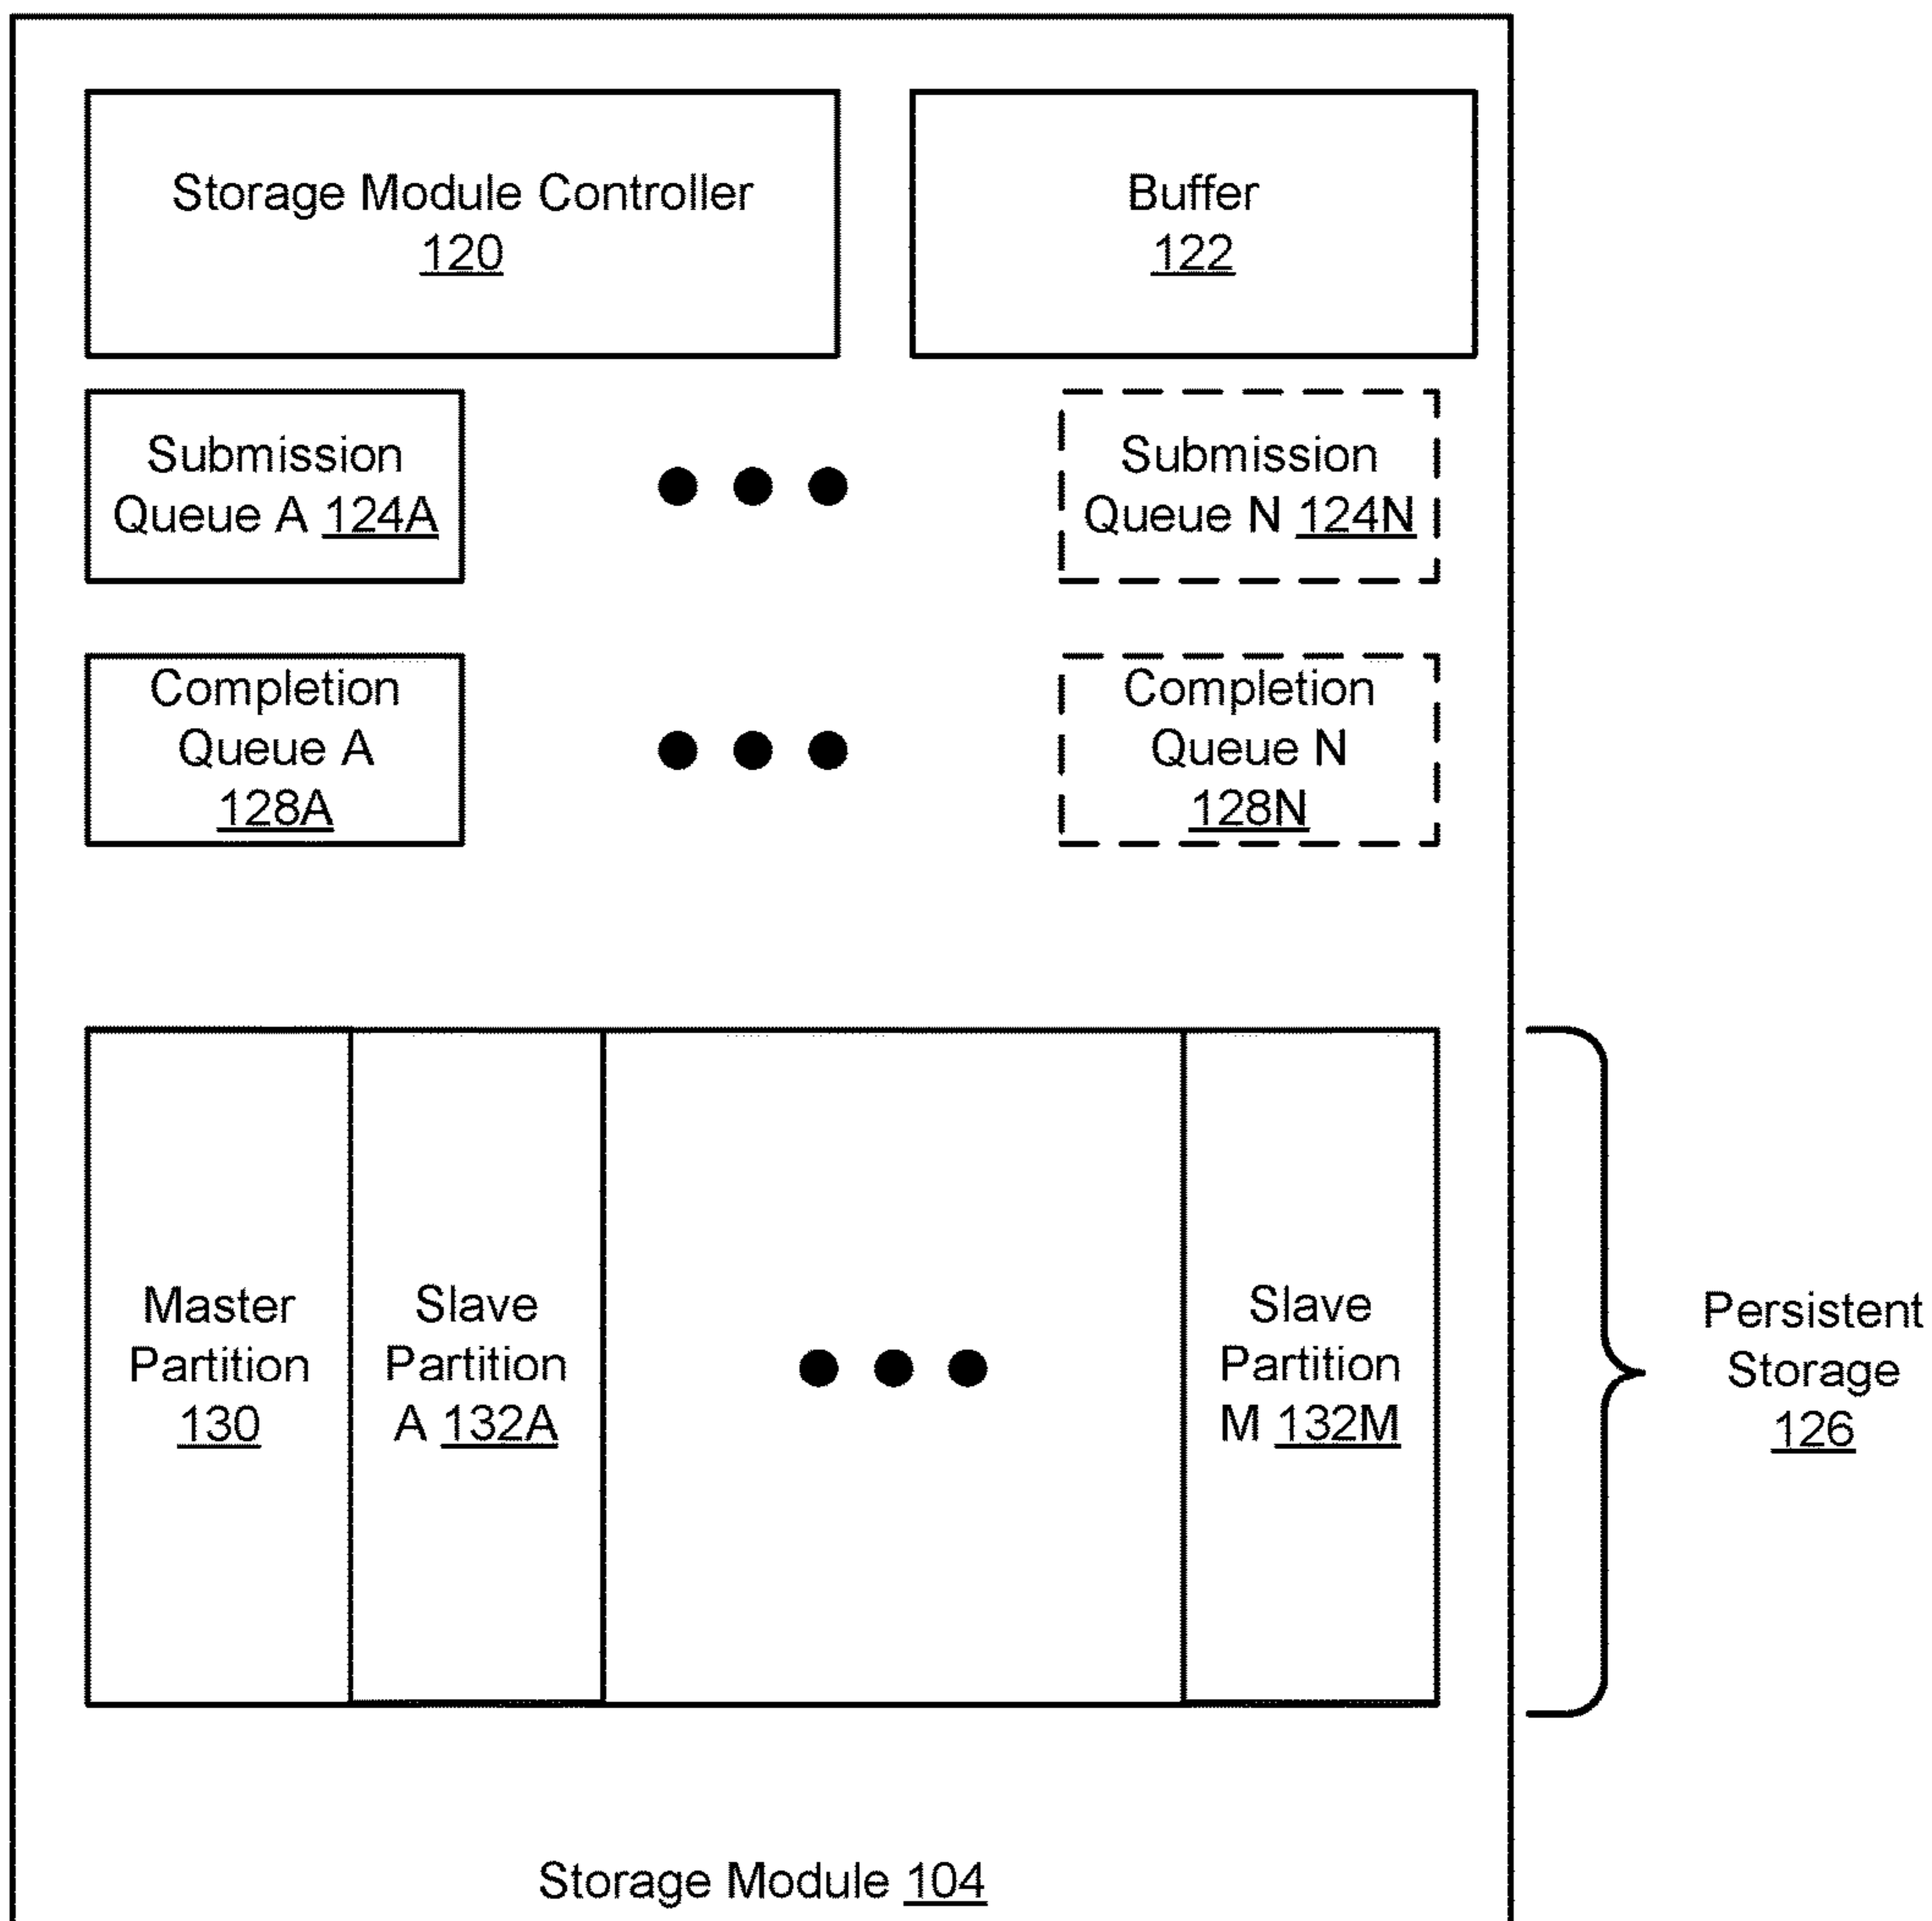 Storage Module Controller
120
Buffer
122
Submission
Queue A 124A
Submission
Queue N 124N
Completion
Queue A
128A
Completion
Queue N
128N
Master
Partition
130
Slave
Partition
A 132A
Slave
Partition
M 132M
Persistent
Storage
126
Storage Module 104